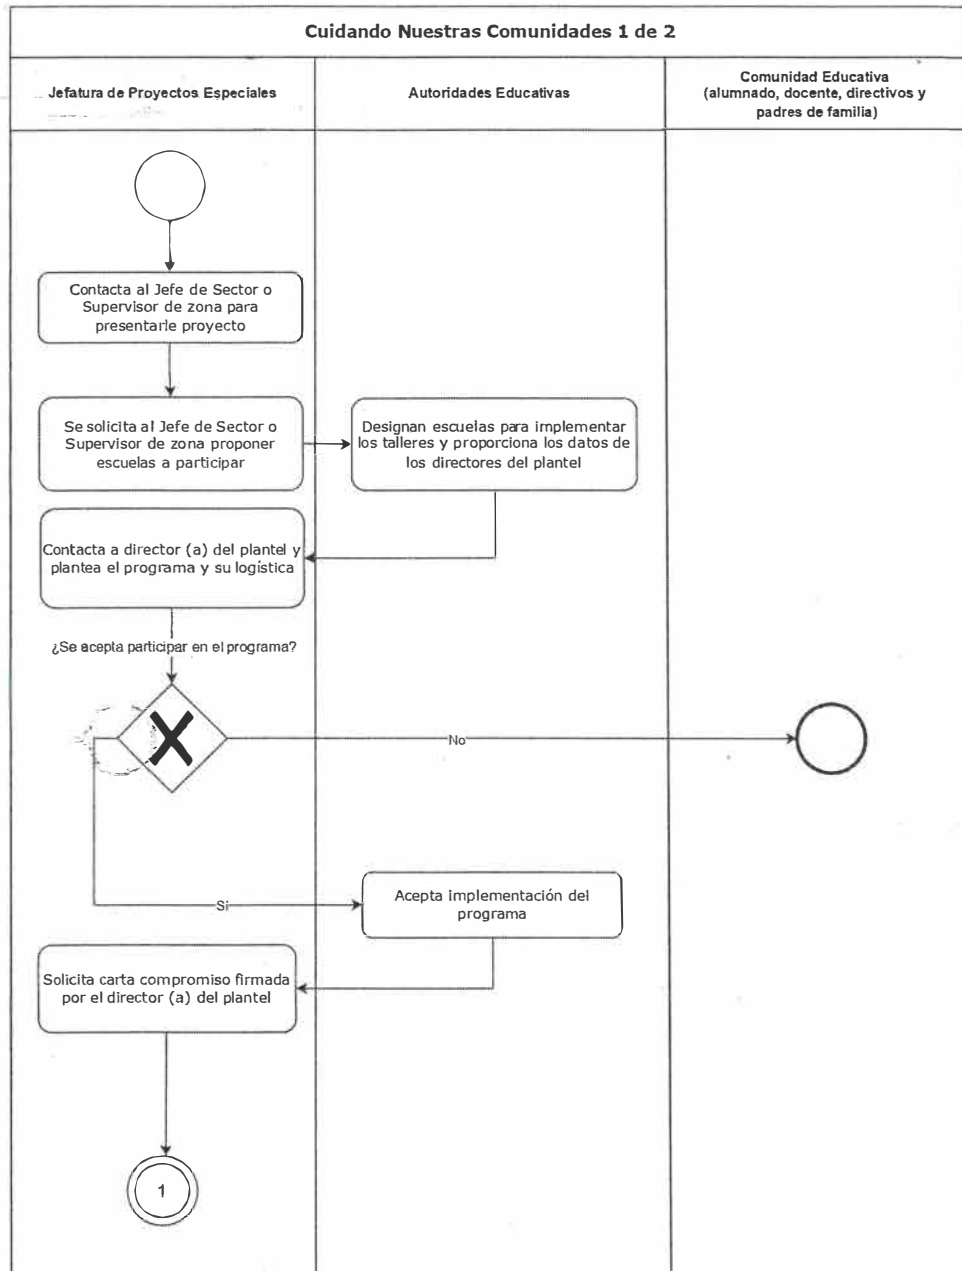 Cuidando Nuestras Comunidades 1 de 2
Jefatura de Proyectos Especiales
Autoridades Educativas
Comunidad Educativa
(alumnado, docente, directivos y
padres de familia)
Contacta al Jefe de Sector o
Supervisor de zona para
presentarle proyecto
Se solicita al Jefe de Sector o
Supervisor de zona proponer
escuelas a participar
Designan escuelas para implementar
los talleres y proporciona los datos de
los directores del plantel
Contacta a director (a) del plantel y
plantea el programa y su logística
¿Se acepta participar en el programa?
X
No
Si
Acepta implementación del
programa
Solicita carta compromiso firmada
por el director (a) del plantel
1